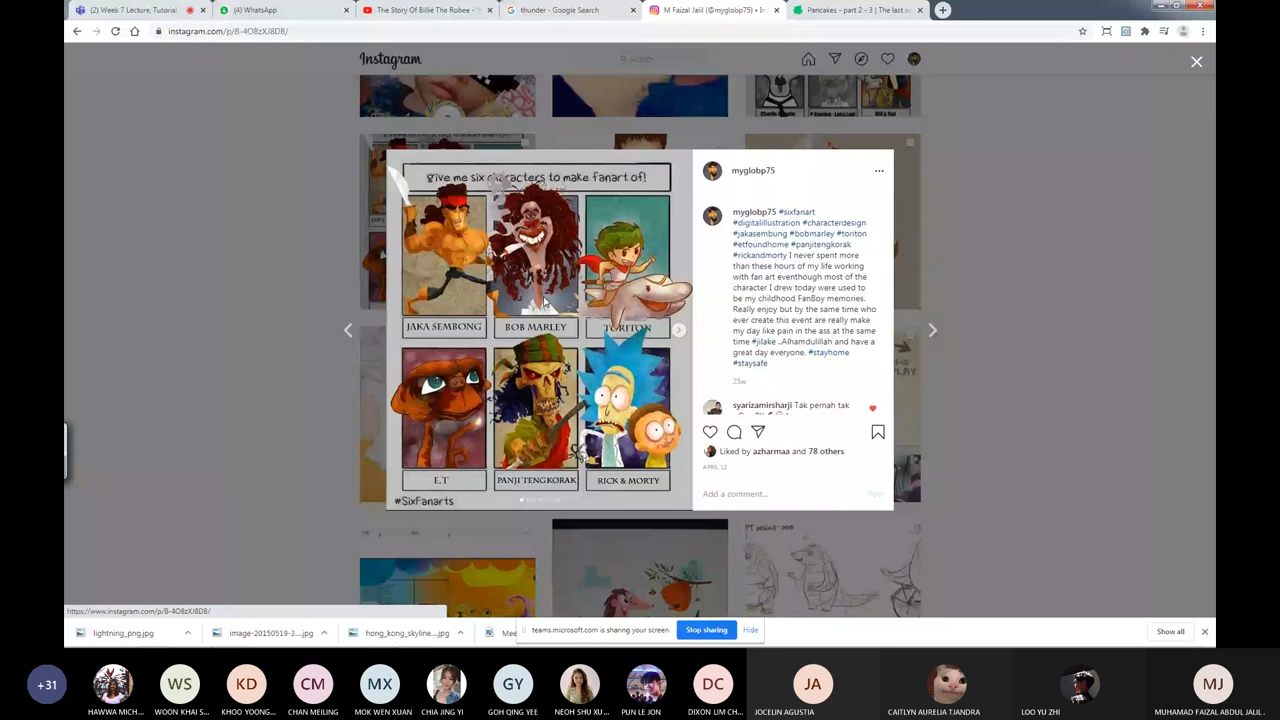 (2) Week 7 Lecture, Tutorial
(4) WhatsApp
The Story Of Billie The Robee - "
thunder - Google Search
M Faizal Jalil (@myglobp75) • In
Pancakes - part 2 - 3 | The last se
instagram.com/p/B-4O8zXJ8DB/
Instagram
Search
give me six characters to make fanart of!
JAKA SEMBONG
BOB MARLEY
TORITON
E.T
PANJI TENGKORAK
RICK & MORTY
#SixFanarts
myglobp75
myglobp75 #sixfanart
#digitalillustration #characterdesign
#jakasembung #bobmarley #toriton
#etfoundhome #panjitengkorak
#rickandmorty I never spent more
than these hours of my life working
with fan art eventhough most of the
character I drew today were used to
be my childhood FanBoy memories.
Really enjoy but by the same time who
ever create this event are really make
my day like pain in the ass at the same
time #jilake ..Alhamdulillah and have a
great day everyone. #stayhome
#staysafe
25w
syarizamirsharji Tak pernah tak
Liked by azharmaa and 78 others
APRIL 12
Add a comment...
Post
https://www.instagram.com/p/B-4O8zXJ8DB/
lightning_png.jpg
image-20150519-3....jpg
hong_kong_skyline....jpg
Mee
teams.microsoft.com is sharing your screen.
Stop sharing
Hide
Show all
+31
WS
KD
CM
MX
GY
DC
JA
MJ
HAWWA MICH...
WOON KHAI S...
KHOO YOONG...
CHAN MEILING
MOK WEN XUAN
CHIA JING YI
GOH QING YEE
NEOH SHU XU...
PUN LE JON
DIXON LIM CH...
JOCELIN AGUSTIA
CAITLYN AURELIA TJANDRA
LOO YU ZHI
MUHAMAD FAIZAL ABDUL JALIL